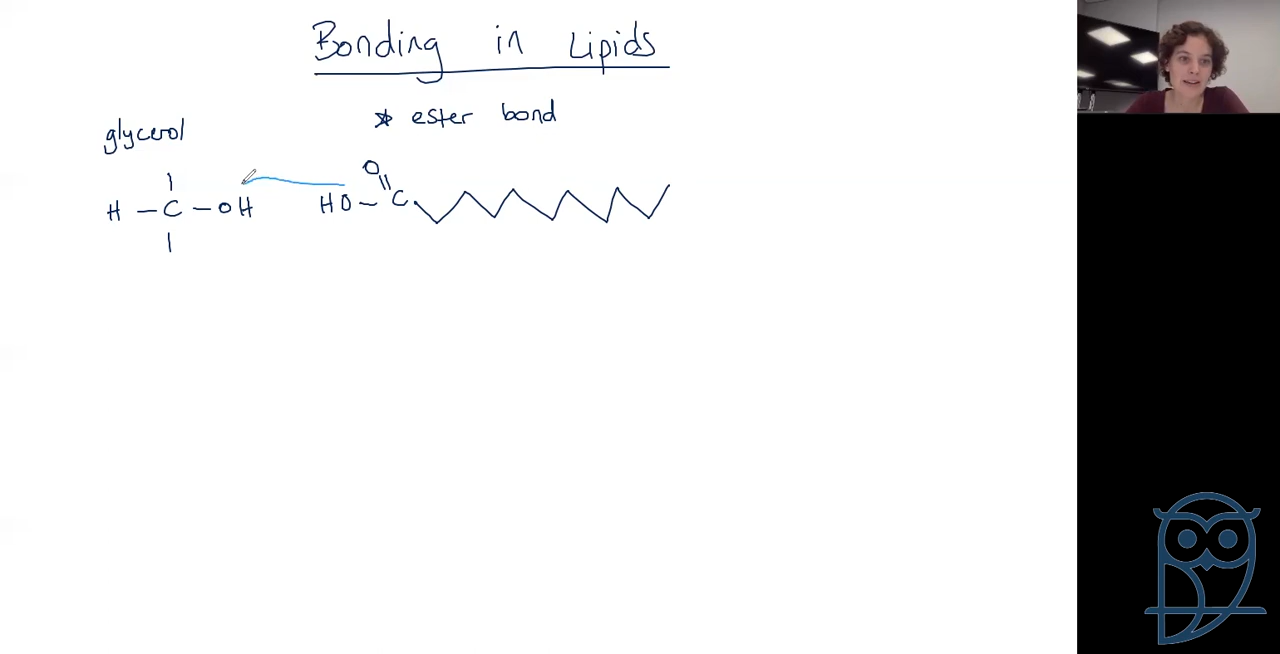 Bonding in Lipids
* ester bond
glycerol
O
H - C - OH HO - C